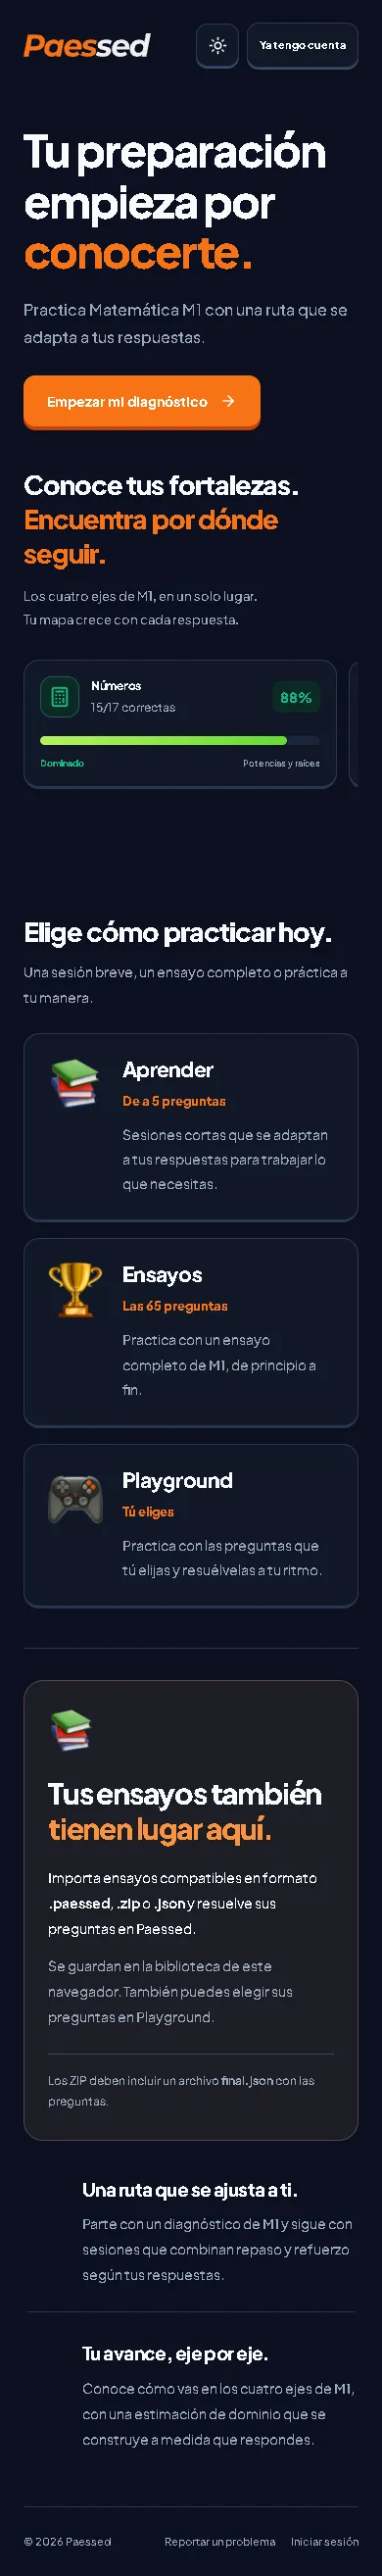 Paessed
Ya tengo cuenta
Tu preparación
empieza por
conocerte.
Practica Matemática M1 con una ruta que se
adapta a tus respuestas.
Empezar mi diagnóstico →
Conoce tus fortalezas.
Encuentra por dónde
seguir.
Los cuatro ejes de M1, en un solo lugar.
Tu mapa crece con cada respuesta.
Números
15/17 correctas
88%
Dominado
Potencias y raíces
Elige cómo practicar hoy.
Una sesión breve, un ensayo completo o práctica a
tu manera.
Aprender
De a 5 preguntas
Sesiones cortas que se adaptan
a tus respuestas para trabajar lo
que necesitas.
Ensayos
Las 65 preguntas
Practica con un ensayo
completo de M1, de principio a
fin.
Playground
Tú eliges
Practica con las preguntas que
tú elijas y resuélvelas a tu ritmo.
Tus ensayos también
tienen lugar aquí.
Importa ensayos compatibles en formato
.paessed, .zip o .json y resuelve sus
preguntas en Paessed.
Se guardan en la biblioteca de este
navegador. También puedes elegir sus
preguntas en Playground.
Los ZIP deben incluir un archivo final.json con las
preguntas.
Una ruta que se ajusta a ti.
Parte con un diagnóstico de M1 y sigue con
sesiones que combinan repaso y refuerzo
según tus respuestas.
Tu avance, eje por eje.
Conoce cómo vas en los cuatro ejes de M1,
con una estimación de dominio que se
construye a medida que respondes.
© 2026 Paessed
Reportar un problema
Iniciar sesión